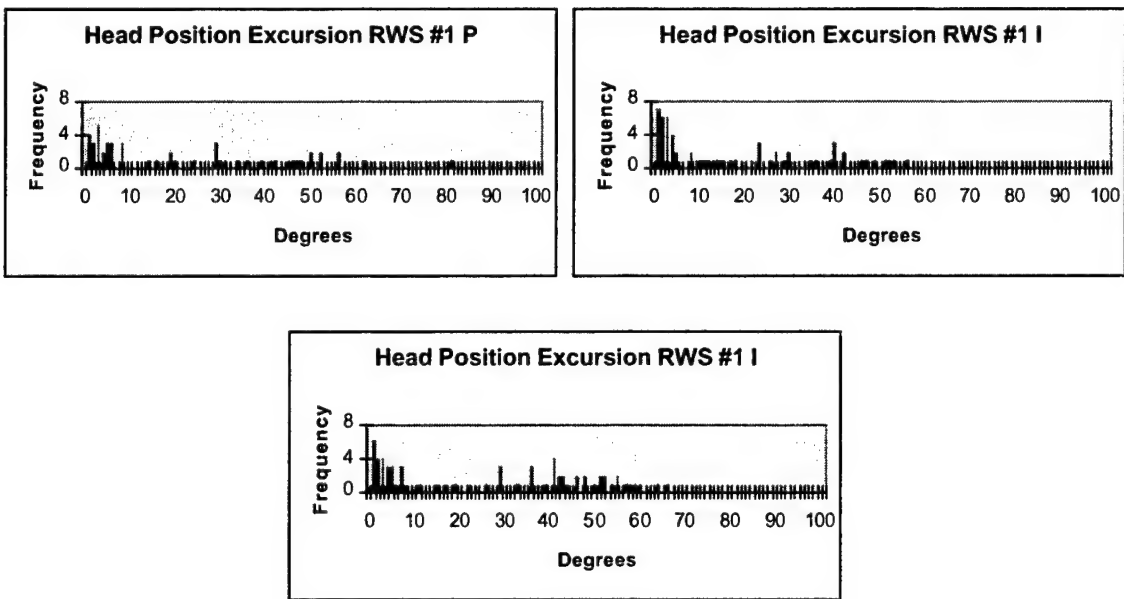 Head Position Excursion RWS #1 P
Frequency
8
4
0
0 10 20 30 40 50 60 70 80 90 100
Degrees
Head Position Excursion RWS #1 I
Frequency
8
4
0
0 10 20 30 40 50 60 70 80 90 100
Degrees
Head Position Excursion RWS #1 I
Frequency
8
4
0
0 10 20 30 40 50 60 70 80 90 100
Degrees